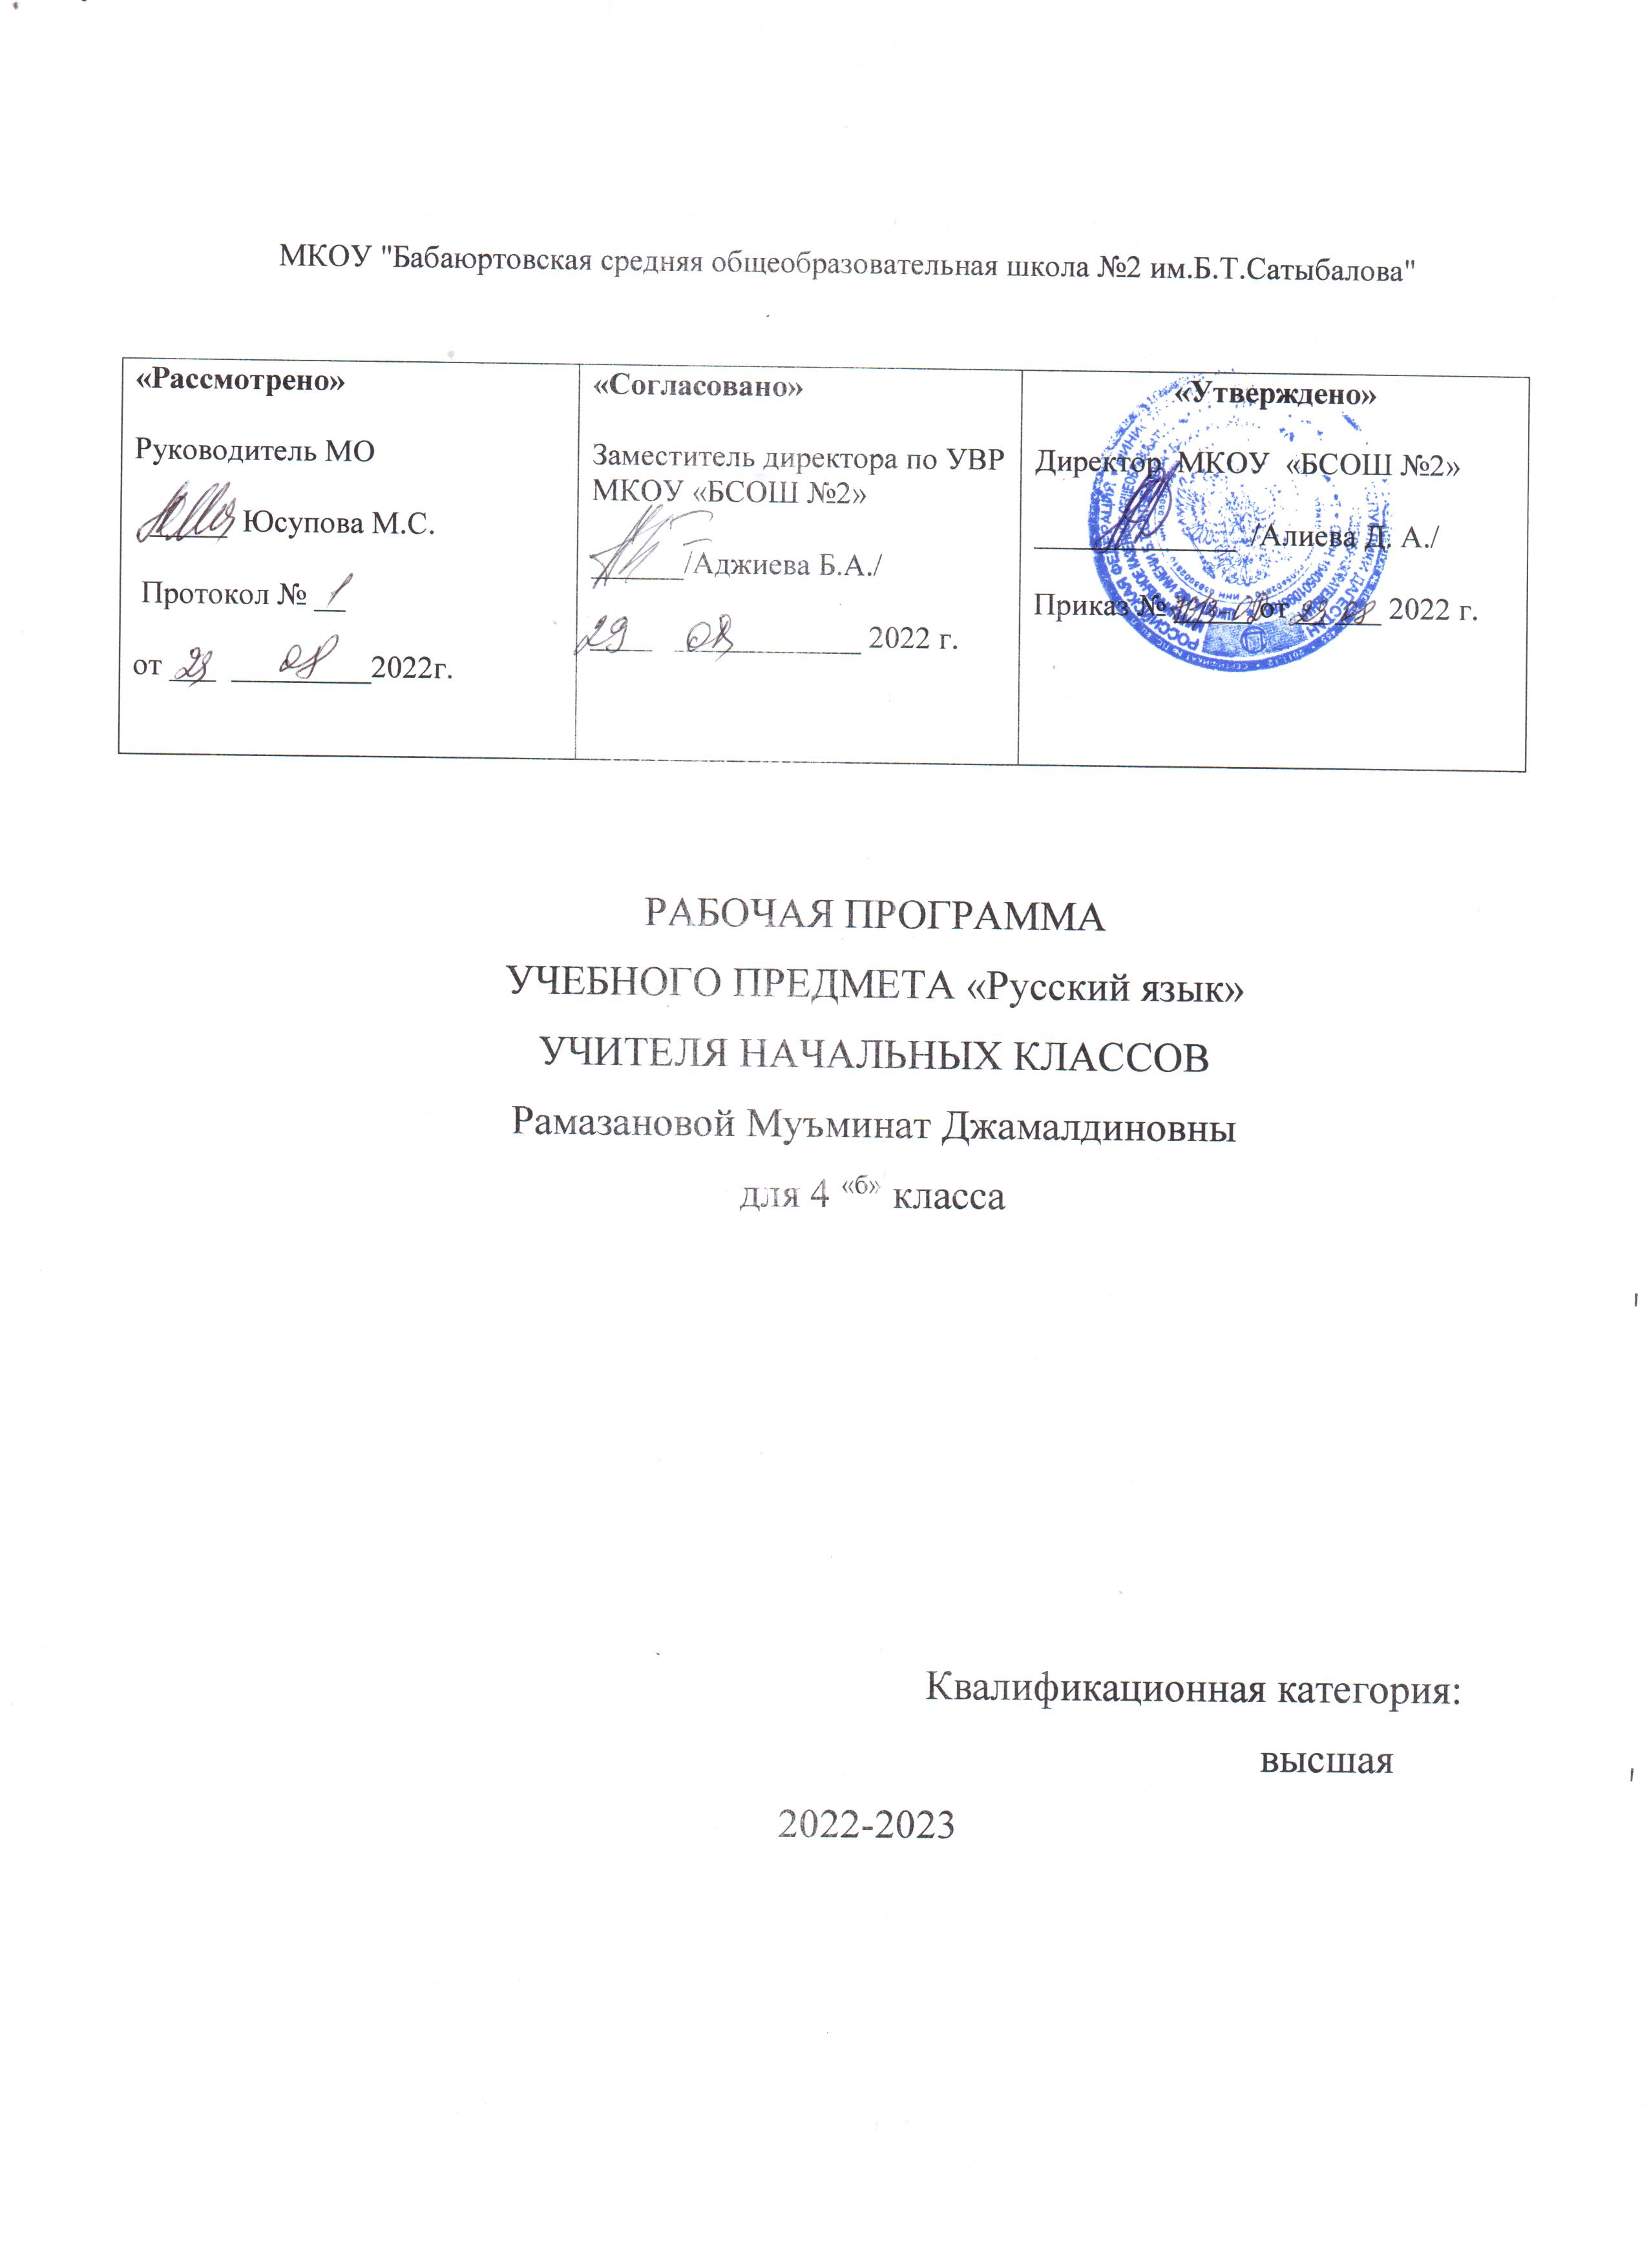 МКОУ "Бабаюртовская средняя общеобразовательная школа №2 им.Б.Т.Сатыбалова"
«Рассмотрено»
Руководитель МО
Юсупова М.С.
Протокол № 1
от 29 08 2022г.
«Согласовано»
Заместитель директора по УВР
МКОУ «БСОШ №2»
/Аджиева Б.А./
29 08 2022 г.
«Утверждено»
Директор МКОУ «БСОШ №2»
/Алиева Д. А./
Приказ № от 29 08 2022 г.
РАБОЧАЯ ПРОГРАММА
УЧЕБНОГО ПРЕДМЕТА «Русский язык»
УЧИТЕЛЯ НАЧАЛЬНЫХ КЛАССОВ
Рамазановой Муъминат Джамалдиновны
для 4 «б» класса
Квалификационная категория:
высшая
2022-2023